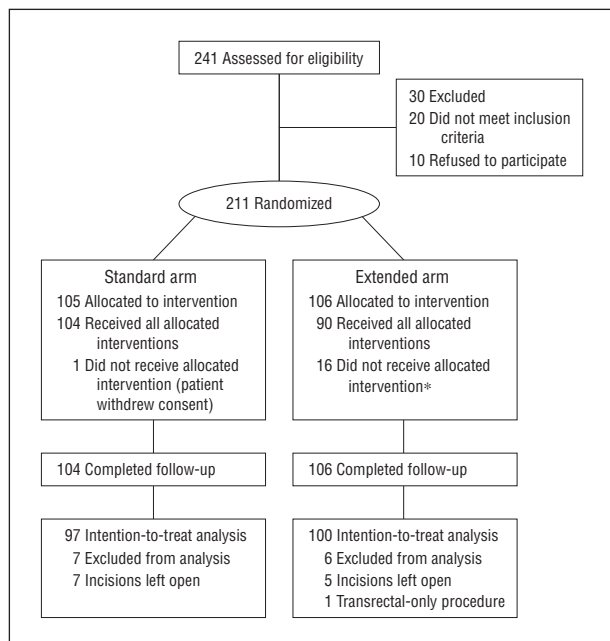 241 Assessed for eligibility
30 Excluded
20 Did not meet inclusion
criteria
10 Refused to participate
211 Randomized
Standard arm
105 Allocated to intervention
104 Received all allocated
interventions
1 Did not receive allocated
intervention (patient
withdrew consent)
Extended arm
106 Allocated to intervention
90 Received all allocated
interventions
16 Did not receive allocated
intervention*
104 Completed follow-up
106 Completed follow-up
97 Intention-to-treat analysis
7 Excluded from analysis
7 Incisions left open
100 Intention-to-treat analysis
6 Excluded from analysis
5 Incisions left open
1 Transrectal-only procedure